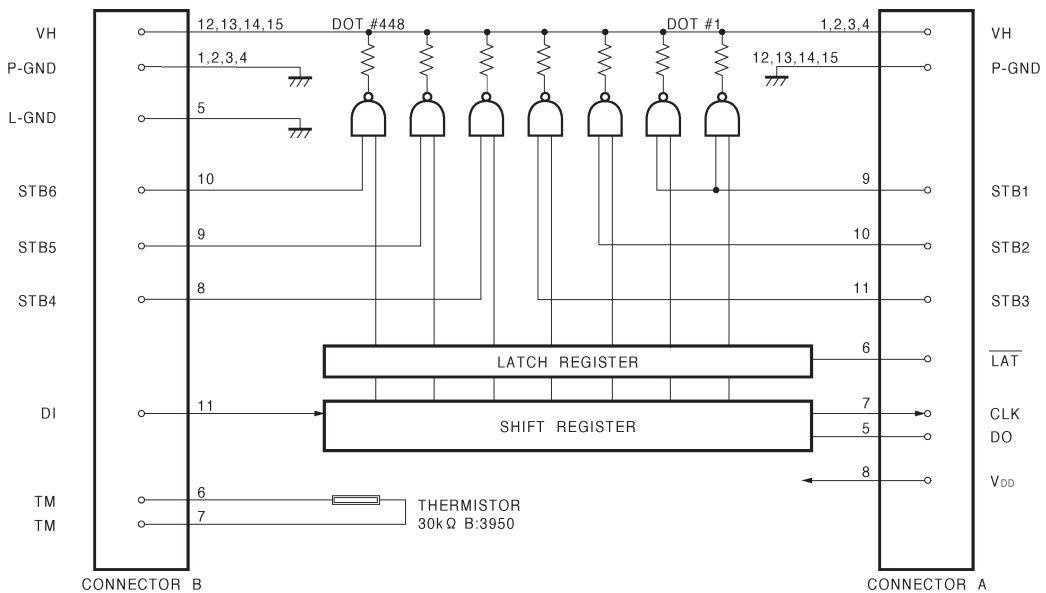 VH 12,13,14,15 DOT #448 DOT #1 1,2,3,4 VH
P-GND 1,2,3,4 12,13,14,15 P-GND
L-GND 5
STB6 10 9 STB1
STB5 9 10 STB2
STB4 8 11 STB3
LATCH REGISTER 6 LAT
DI 11 SHIFT REGISTER 7 CLK
5 DO
8 VDD
TM 6 THERMISTOR
TM 7 30kΩ B:3950
CONNECTOR B CONNECTOR A